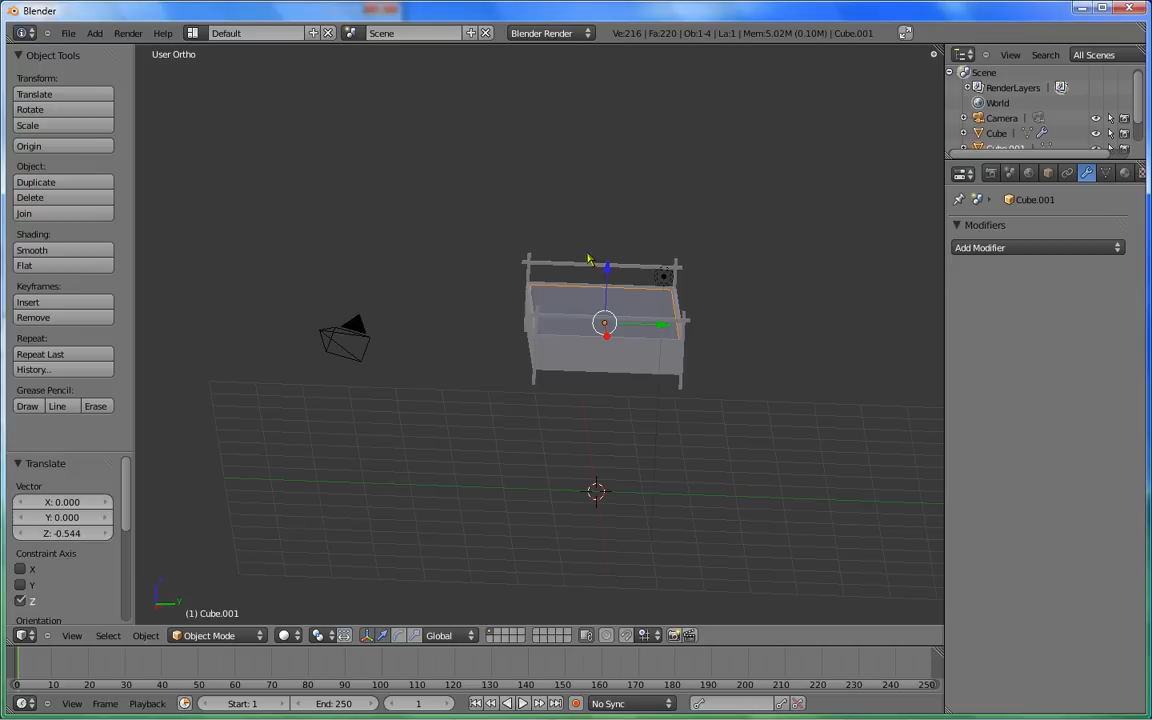 Blender
File Add Render Help Default Scene Blender Render Ve:216 | Fa:220 | Ob:1-4 | La:1 | Mem:5.02M (0.10M) | Cube.001
Object Tools
Transform:
Translate
Rotate
Scale
Origin
Object:
Duplicate
Delete
Join
Shading:
Smooth
Flat
Keyframes:
Insert
Remove
Repeat:
Repeat Last
History...
Grease Pencil:
Draw Line Erase
Translate
Vector
X: 0.000
Y: 0.000
Z: -0.544
Constraint Axis
X
Y
Z
Orientation
User Ortho
z
y
(1) Cube.001
View Select Object Object Mode Global
View Search All Scenes
Scene
RenderLayers
World
Camera
Cube
Cube.001
Cube.001
Modifiers
Add Modifier
0 10 20 30 40 50 60 70 80 90 100 110 120 130 140 150 160 170 180 190 200 210 220 230 240 250
View Frame Playback Start: 1 End: 250 1 No Sync